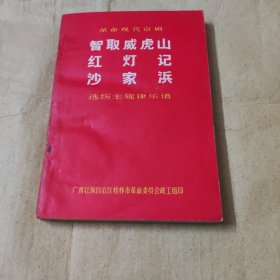 革命现代京剧
智取威虎山
红灯记
沙家浜
选场主旋律乐谱
广西壮族自治区桂林市革命委员会政工组印